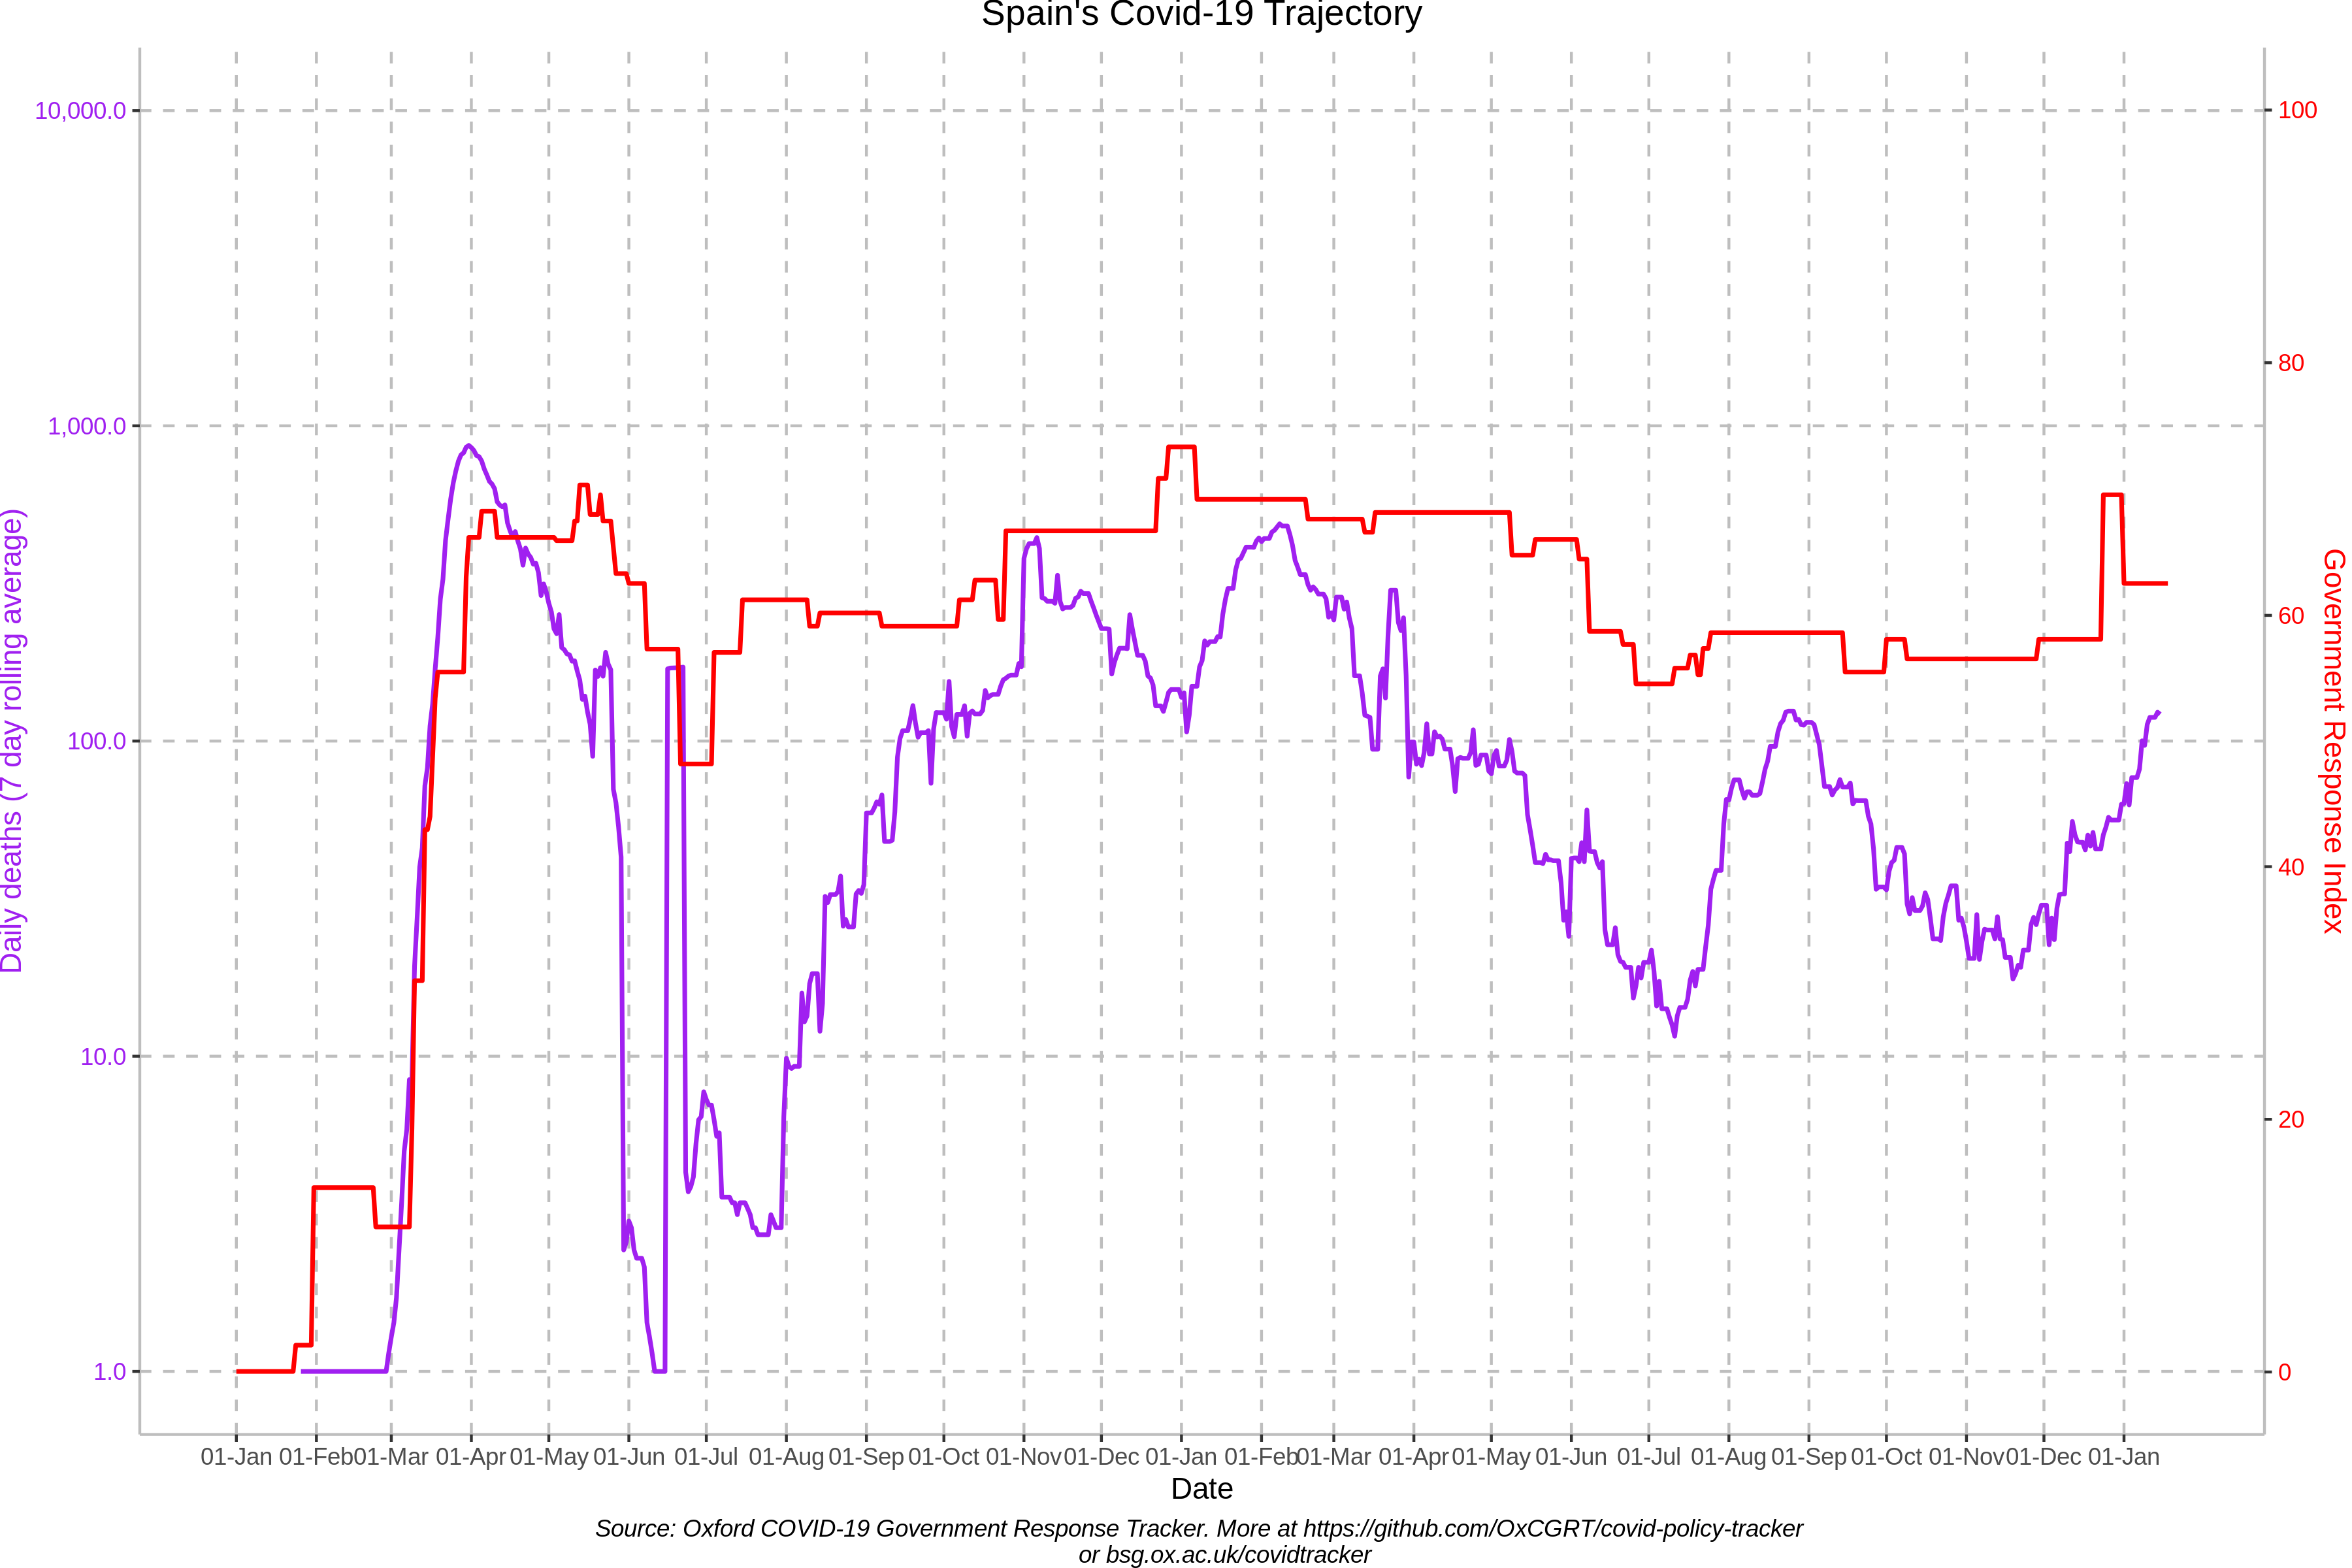 Spain's Covid-19 Trajectory
10,000.0
1,000.0
100.0
10.0
1.0
Daily deaths (7 day rolling average)
100
80
60
40
20
0
Government Response Index
01-Jan 01-Feb 01-Mar 01-Apr 01-May 01-Jun 01-Jul 01-Aug 01-Sep 01-Oct 01-Nov 01-Dec 01-Jan 01-Feb 01-Mar 01-Apr 01-May 01-Jun 01-Jul 01-Aug 01-Sep 01-Oct 01-Nov 01-Dec 01-Jan
Date
Source: Oxford COVID-19 Government Response Tracker. More at https://github.com/OxCGRT/covid-policy-tracker
or bsg.ox.ac.uk/covidtracker